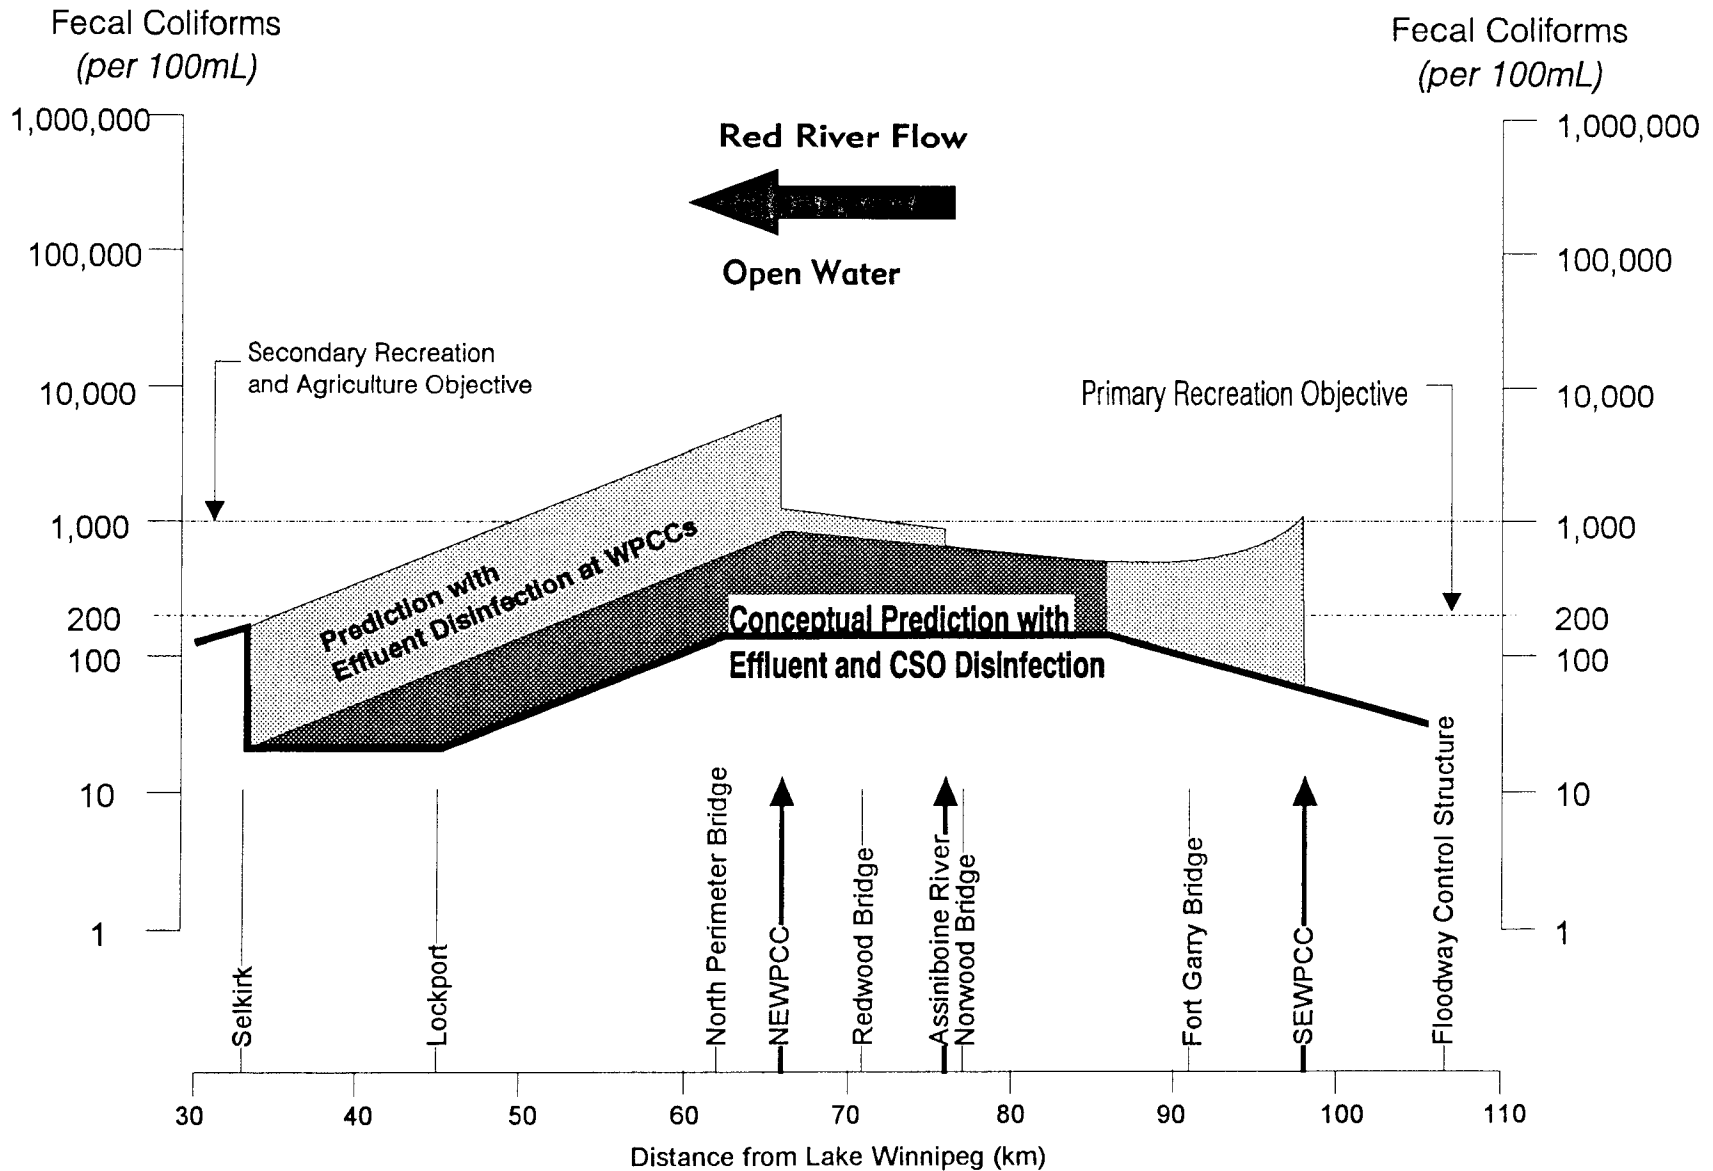 Fecal Coliforms
(per 100mL)
Fecal Coliforms
(per 100mL)
1,000,000
100,000
10,000
1,000
200
100
10
1
1,000,000
100,000
10,000
1,000
200
100
10
1
Red River Flow
Open Water
Secondary Recreation
and Agriculture Objective
Primary Recreation Objective
Prediction with
Effluent Disinfection at WPCCs
Conceptual Prediction with
Effluent and CSO Disinfection
Selkirk
Lockport
North Perimeter Bridge
NEWPCC
Redwood Bridge
Assiniboine River
Norwood Bridge
Fort Garry Bridge
SEWPCC
Floodway Control Structure
30 40 50 60 70 80 90 100 110
Distance from Lake Winnipeg (km)